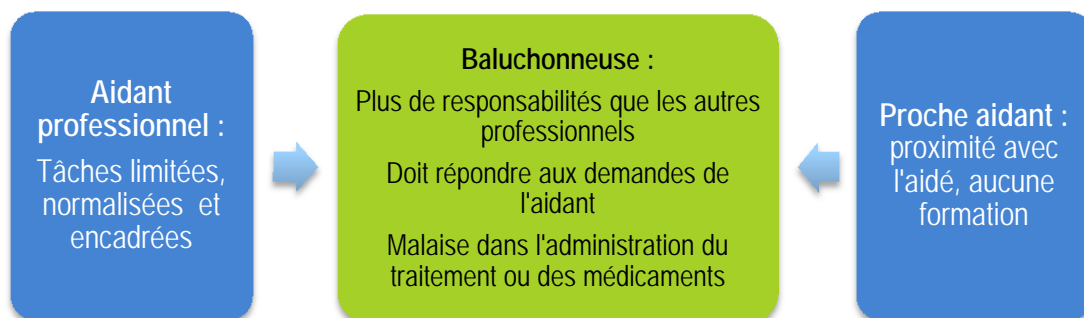 Aidant
professionnel :
Tâches limitées,
normalisées et
encadrées
Baluchonneuse :
Plus de responsabilités que les autres
professionnels
Doit répondre aux demandes de
l'aidant
Malaise dans l'administration du
traitement ou des médicaments
Proche aidant :
proximité avec
l'aidé, aucune
formation